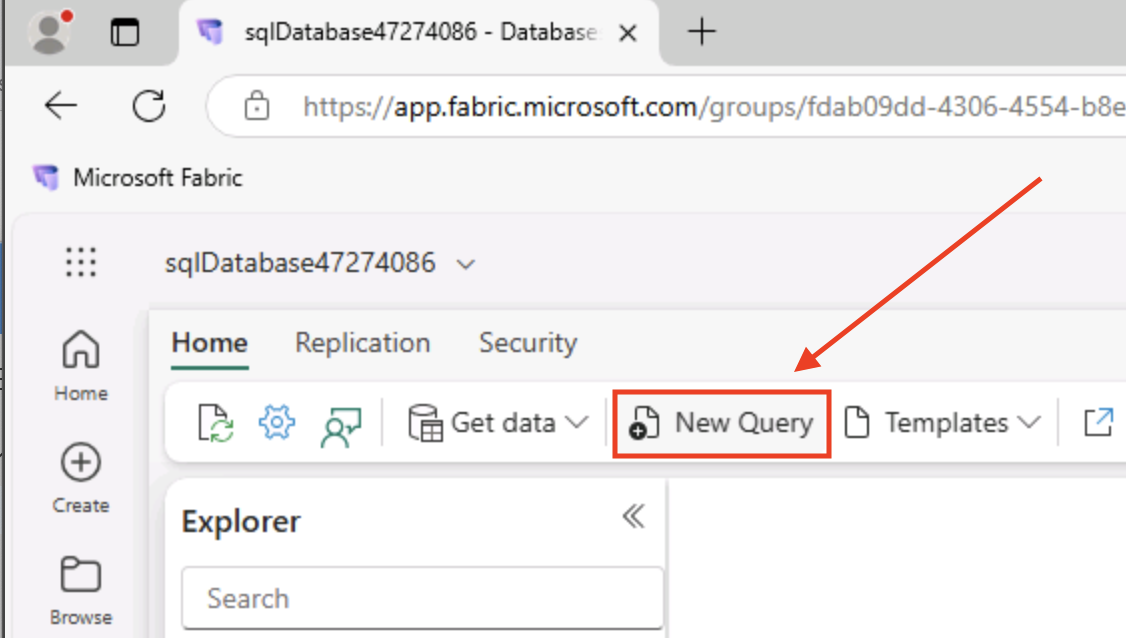 sqlDatabase47274086 - Database
https://app.fabric.microsoft.com/groups/fdab09dd-4306-4554-b8e
Microsoft Fabric
sqlDatabase47274086
Home Replication Security
Get data New Query Templates
Home
Create
Browse
Explorer
Search